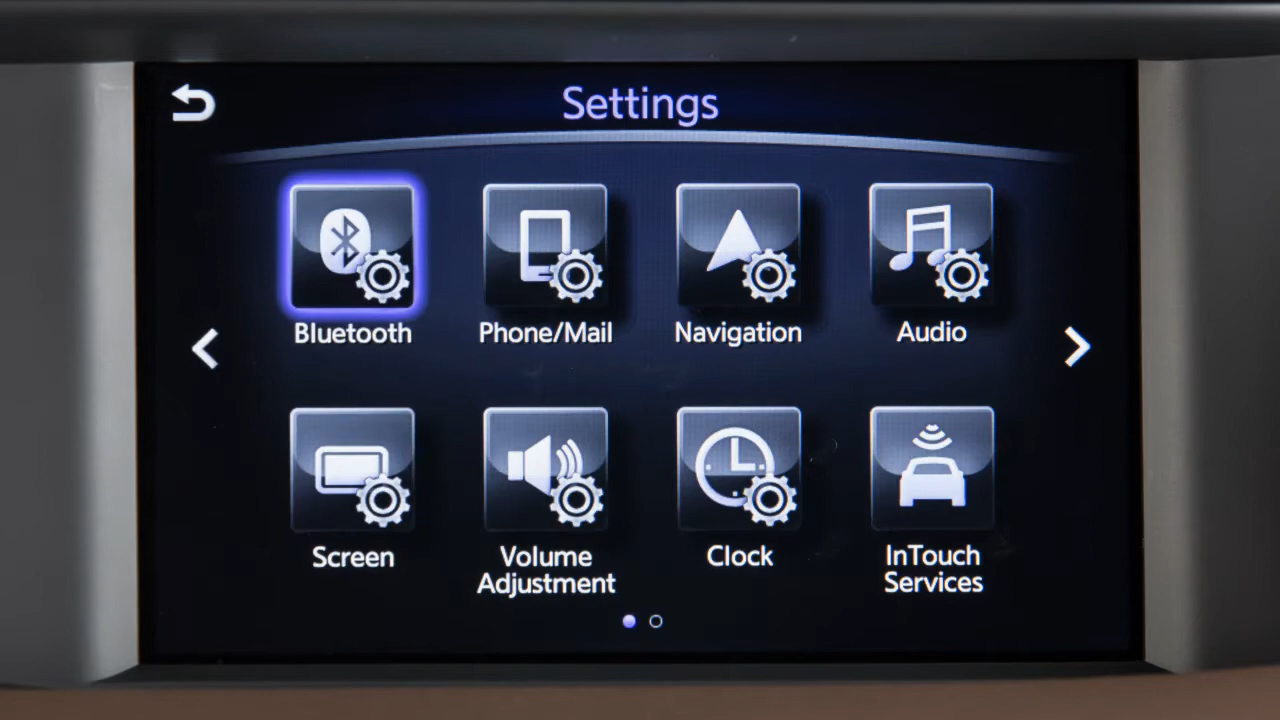 Settings
Bluetooth
Phone/Mail
Navigation
Audio
Screen
Volume
Adjustment
Clock
InTouch
Services